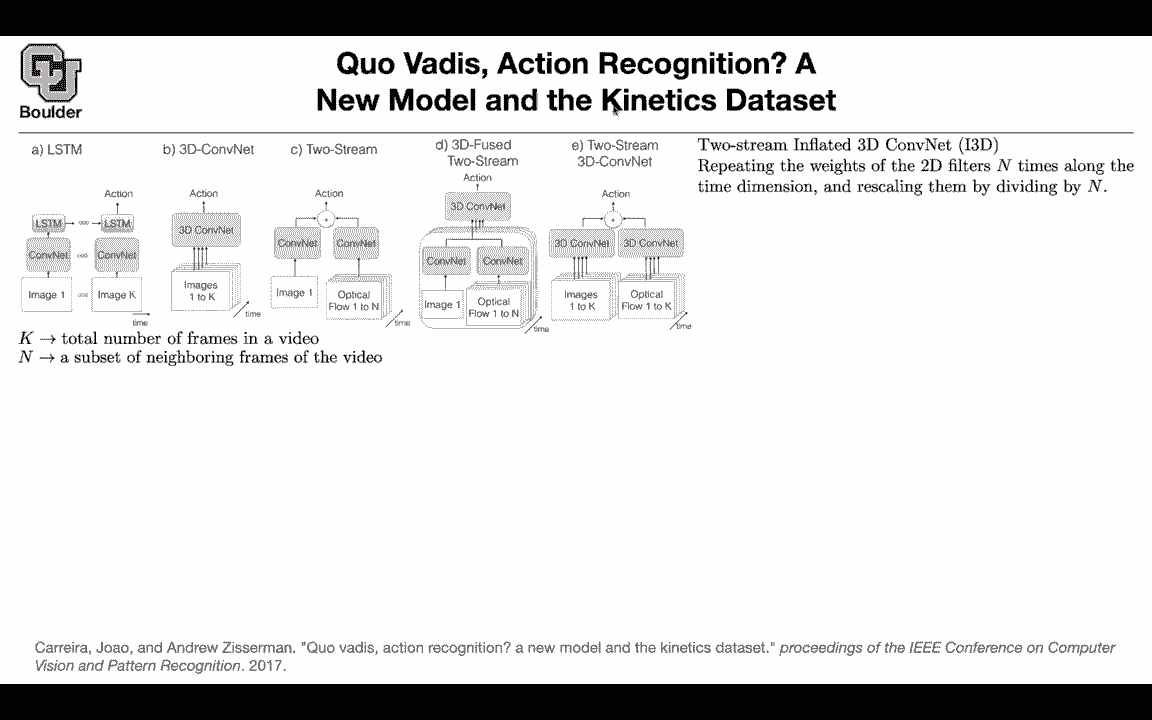 Boulder
Quo Vadis, Action Recognition? A
New Model and the Kinetics Dataset
a) LSTM
Action
LSTM
LSTM
ConvNet
ConvNet
Image 1
Image K
time
b) 3D-ConvNet
Action
3D ConvNet
Images
1 to K
time
c) Two-Stream
Action
+
ConvNet
ConvNet
Image 1
Optical
Flow 1 to N
time
d) 3D-Fused
Two-Stream
Action
3D ConvNet
ConvNet
ConvNet
Image 1
Optical
Flow 1 to N
time
e) Two-Stream
3D-ConvNet
Action
+
3D ConvNet
3D ConvNet
Images
1 to K
Optical
Flow 1 to K
time
Two-stream Inflated 3D ConvNet (I3D)
Repeating the weights of the 2D filters N times along the
time dimension, and rescaling them by dividing by N.
K → total number of frames in a video
N → a subset of neighboring frames of the video
Carreira, Joao, and Andrew Zisserman. "Quo vadis, action recognition? a new model and the kinetics dataset." proceedings of the IEEE Conference on Computer
Vision and Pattern Recognition. 2017.